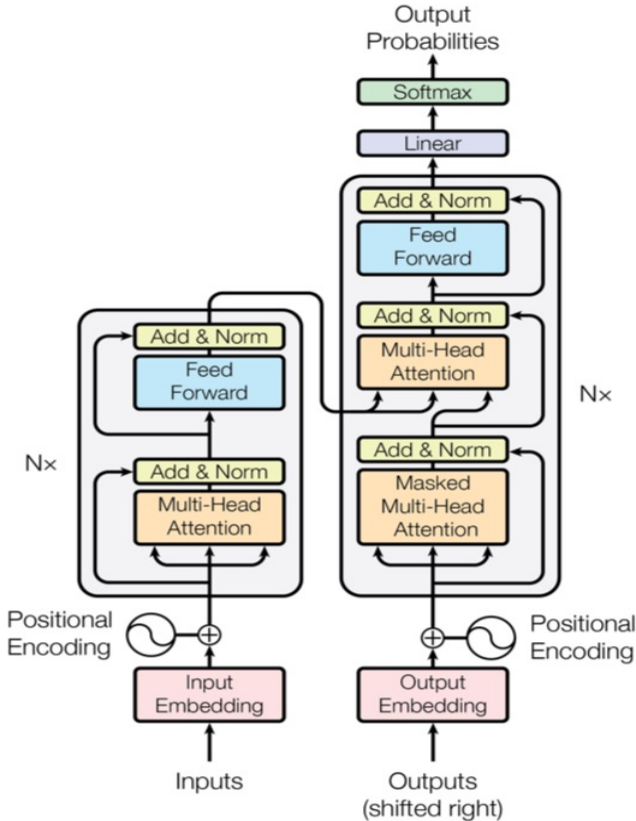 Output
Probabilities
Softmax
Linear
Add & Norm
Feed
Forward
Add & Norm
Multi-Head
Attention
Add & Norm
Masked
Multi-Head
Attention
N×
Add & Norm
Feed
Forward
Add & Norm
Multi-Head
Attention
N×
Positional
Encoding
Positional
Encoding
Input
Embedding
Output
Embedding
Inputs
Outputs
(shifted right)